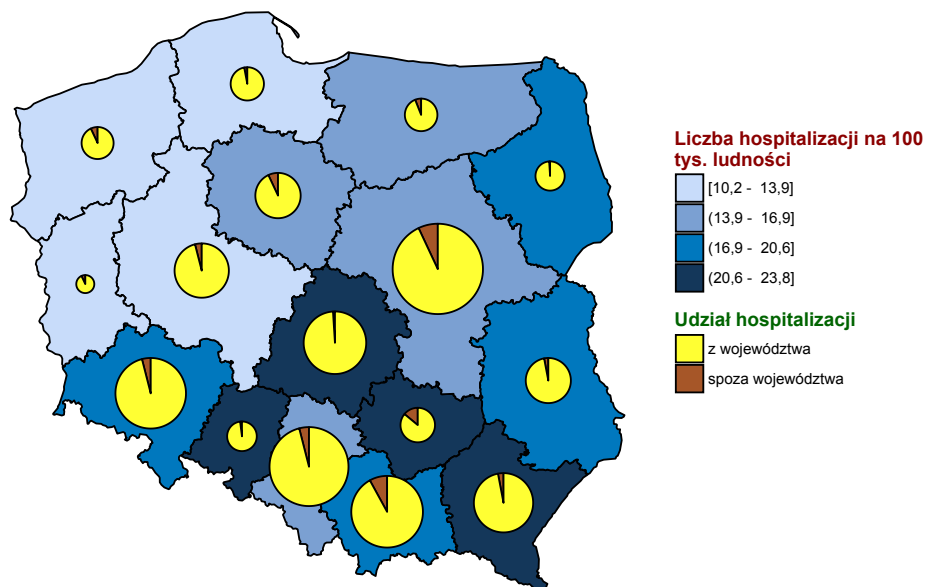 Liczba hospitalizacji na 100
tys. ludności
[10,2 - 13,9]
(13,9 - 16,9]
(16,9 - 20,6]
(20,6 - 23,8]
Udział hospitalizacji
z województwa
spoza województwa